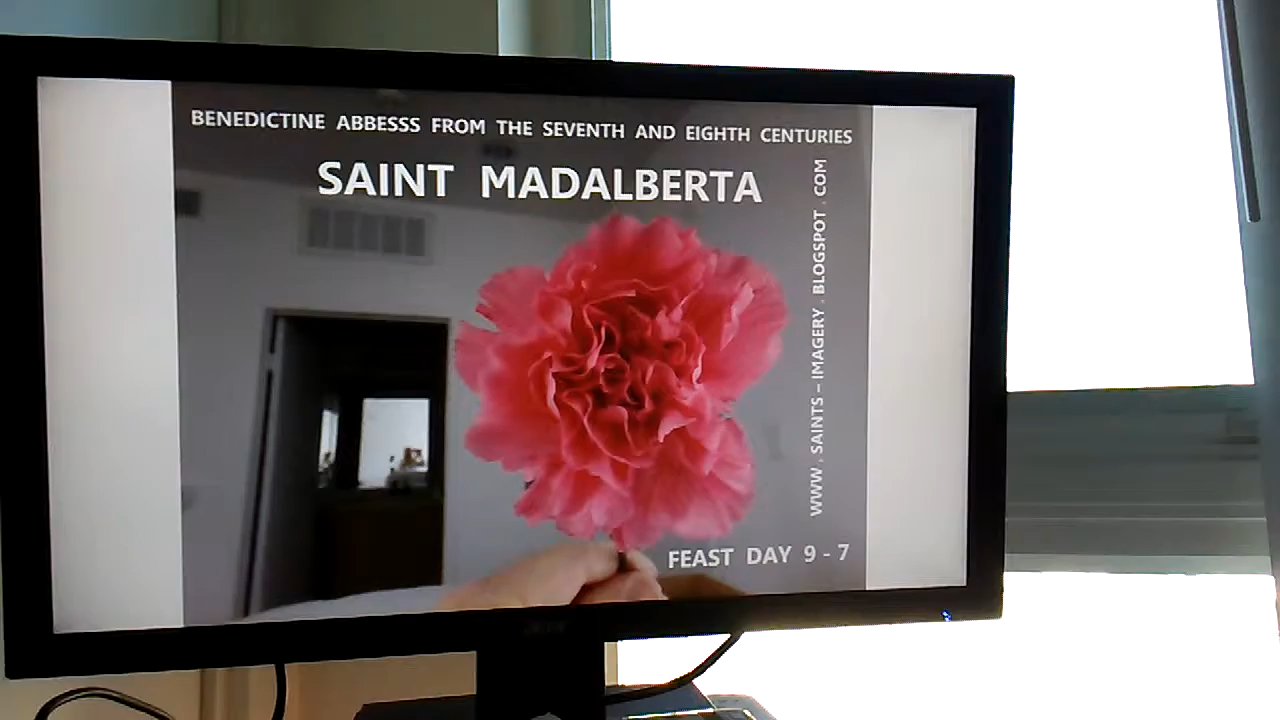 BENEDICTINE ABBESSS FROM THE SEVENTH AND EIGHTH CENTURIES
SAINT MADALBERTA
WWW . SAINTS – IMAGERY . BLOGSPOT . COM
FEAST DAY 9 - 7